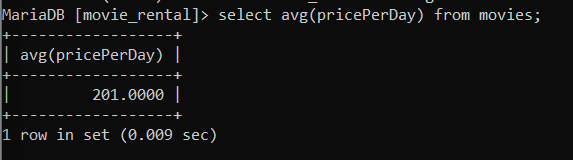 MariaDB [movie_rental]> select avg(pricePerDay) from movies;
+------------------+
| avg(pricePerDay) |
+------------------+
|         201.0000 |
+------------------+
1 row in set (0.009 sec)